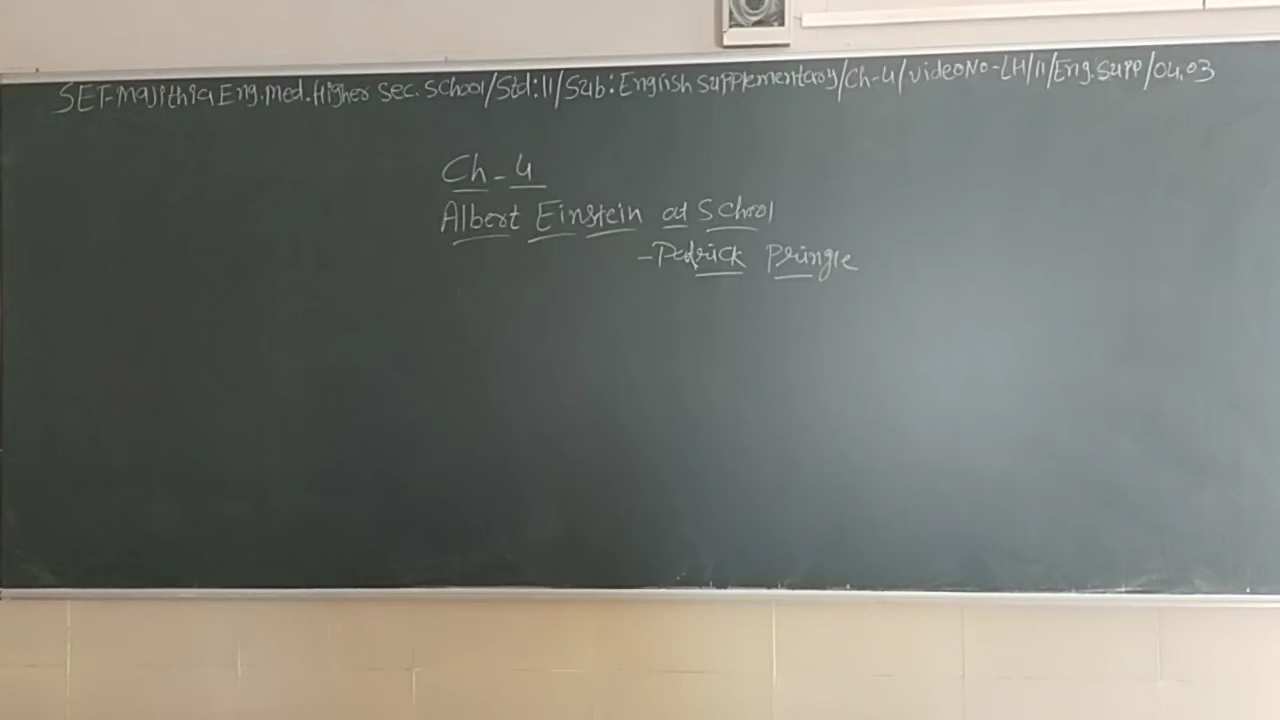 SET-Majithia Eng.Med.Higher Sec. School/Std:11/Sub:English Supplementary/Ch-4/VideoNo-LH/11/Eng.Supp/04.03
Ch-4
Albert Einstein at School
-Patrick Pringle